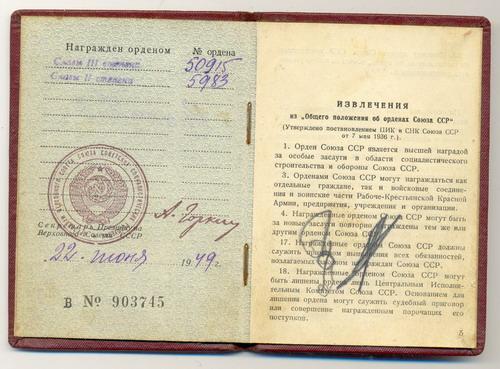 Награжден орденом № ордена
Славы III степени 50915
Славы II степени 5983
Секретарь Президиума
Верховного Совета СССР
А. Горкин
22. июня 1949 г.
В № 903745
ИЗВЛЕЧЕНИЯ
из „Общего положения об орденах Союза ССР"
(Утверждено постановлением ЦИК и СНК Союза ССР
от 7 мая 1936 г.)
1. Орден Союза ССР является высшей наградой
за особые заслуги в области социалистического
строительства и обороны Союза ССР.
3. Орденами Союза ССР могут награждаться как
отдельные граждане, так и войсковые соедине-
ния и воинские части Рабоче-Крестьянской Красной
Армии, предприятия, учреждения и организации.
4. Награжденные орденом Союза ССР могут быть
за новые заслуги повторно награждены тем же или
другим орденом Союза ССР.
17. Награжденные орденом Союза ССР должны
служить примером исполнения всех обязанностей,
возлагаемых законом на граждан Союза ССР.
18. Награжденные орденом Союза ССР могут
быть лишены ордена лишь Центральным Исполни-
тельным Комитетом Союза ССР. Основанием для
лишения ордена могут служить судебный приговор
или совершение награжденным порочащих его
поступков.
5